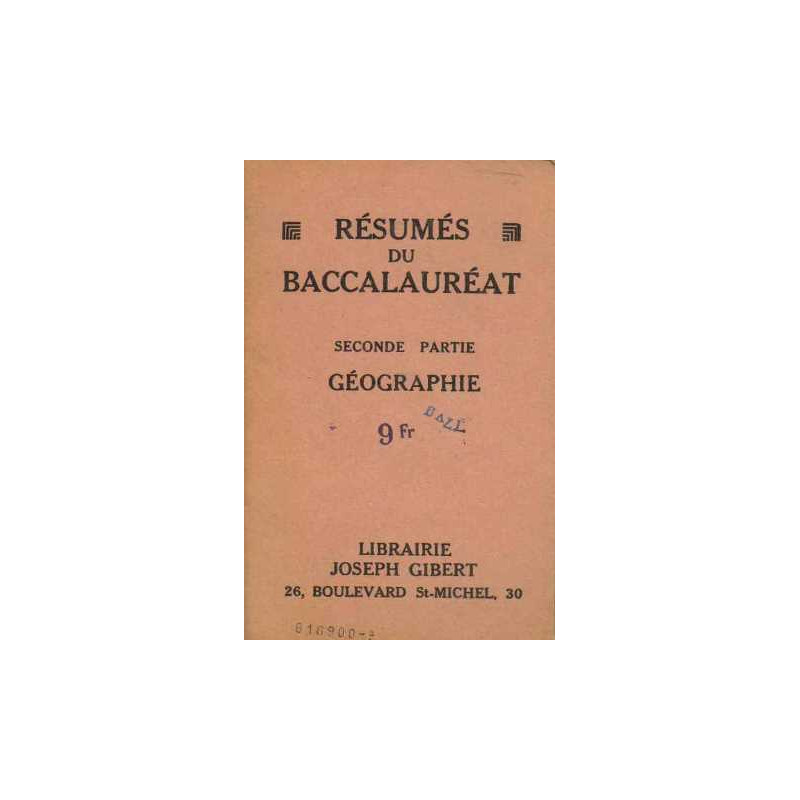 RÉSUMÉS
DU
BACCALAURÉAT
SECONDE PARTIE
GÉOGRAPHIE
9 Fr
LIBRAIRIE
JOSEPH GIBERT
26, BOULEVARD St-MICHEL, 30